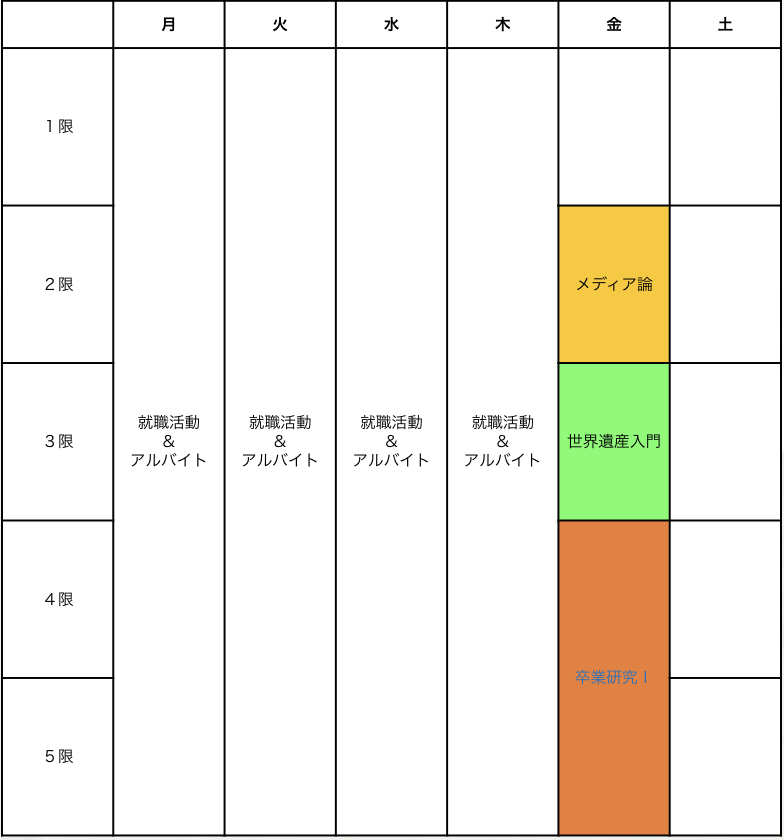 月 火 水 木 金 土
１限
２限
メディア論
３限
就職活動
＆
アルバイト
就職活動
＆
アルバイト
就職活動
＆
アルバイト
就職活動
＆
アルバイト
世界遺産入門
４限
卒業研究Ⅰ
５限